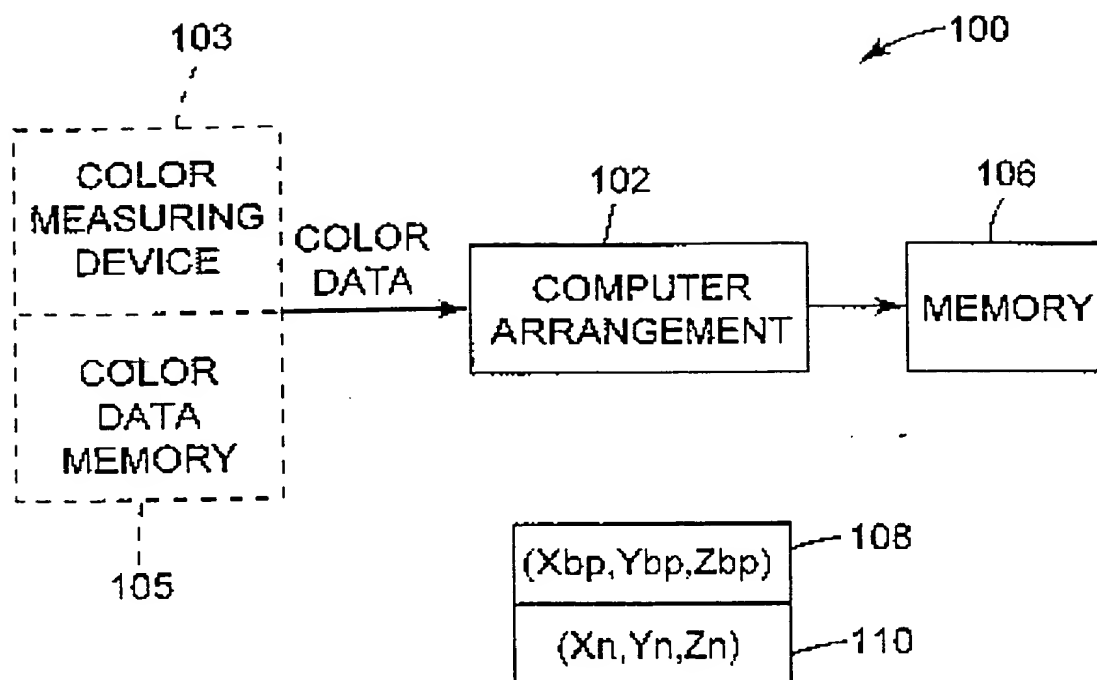 103
100
COLOR
MEASURING
DEVICE
COLOR
DATA
MEMORY
105
COLOR
DATA
102
COMPUTER
ARRANGEMENT
106
MEMORY
(Xbp,Ybp,Zbp)
108
(Xn,Yn,Zn)
110